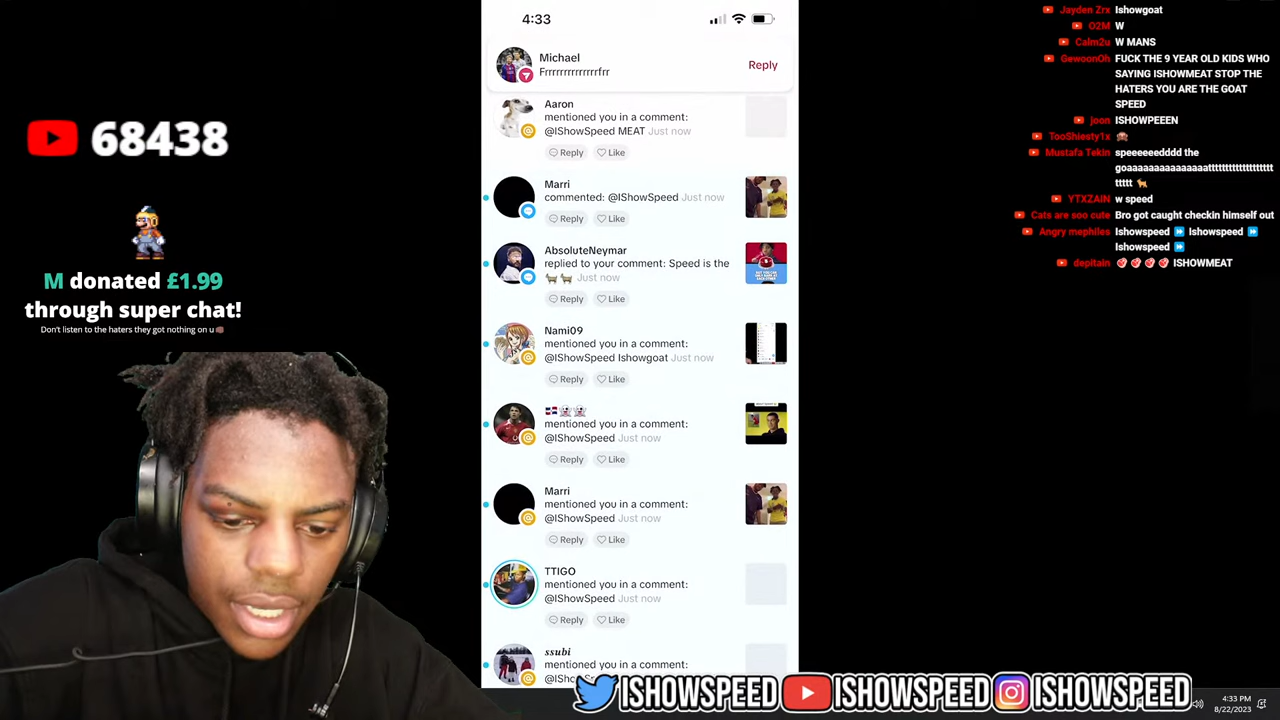 68438
M donated £1.99
through super chat!
Don't listen to the haters they got nothing on u
4:33
Michael
Frrrrrrrrrrrrrrfrr
Reply
Aaron
mentioned you in a comment:
@IShowSpeed MEAT Just now
Reply Like
Marri
commented: @IShowSpeed Just now
Reply Like
AbsoluteNeymar
replied to your comment: Speed is the
🐐🐐 Just now
Reply Like
Nami09
mentioned you in a comment:
@IShowSpeed Ishowgoat Just now
Reply Like
mentioned you in a comment:
@IShowSpeed Just now
Reply Like
Marri
mentioned you in a comment:
@IShowSpeed Just now
Reply Like
TTIGO
mentioned you in a comment:
@IShowSpeed Just now
Reply Like
ssubi
mentioned you in a comment:
Jayden Zrx Ishowgoat
O2M W
Calm2u W MANS
GewoonOh FUCK THE 9 YEAR OLD KIDS WHO
SAYING ISHOWMEAT STOP THE
HATERS YOU ARE THE GOAT
SPEED
joon ISHOWPEEEN
TooShiesty1x
Mustafa Tekin speeeeeedddd the
goaaaaaaaaaaaaaaattttttttttttttttttt
ttttt 🐐
YTXZAIN w speed
Cats are soo cute Bro got caught checkin himself out
Angry mephiles Ishowspeed ⏩ Ishowspeed ⏩
Ishowspeed ⏩
depitain 🥩🥩🥩🥩 ISHOWMEAT
ISHOWSPEED ISHOWSPEED ISHOWSPEED
4:33 PM
8/22/2023